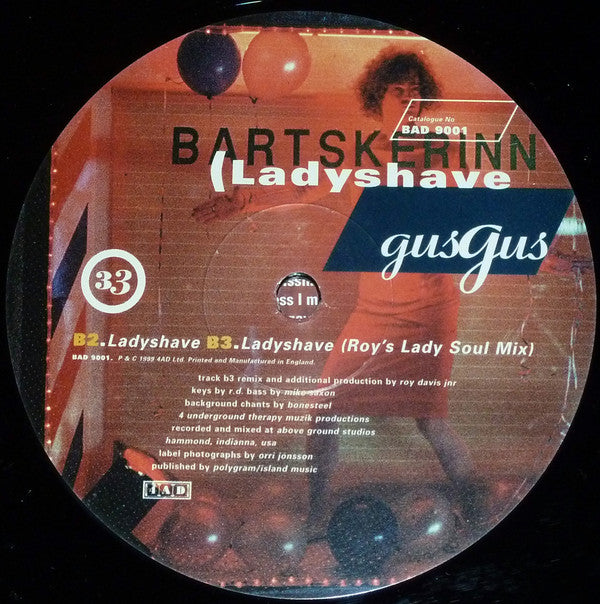 Catalogue No
BAD 9001
BARTSKERINN
(Ladyshave
gusgus
33
ss I m
B2.Ladyshave B3.Ladyshave (Roy's Lady Soul Mix)
BAD 9001. P & C 1999 4AD Ltd. Printed and Manufactured in England.
track b3 remix and additional production by roy davis jnr
keys by r.d. bass by mike saxon
background chants by bonesteel
4 underground therapy muzik productions
recorded and mixed at above ground studios
hammond, indianna, usa
label photographs by orri jónsson
published by polygram/island music
4AD